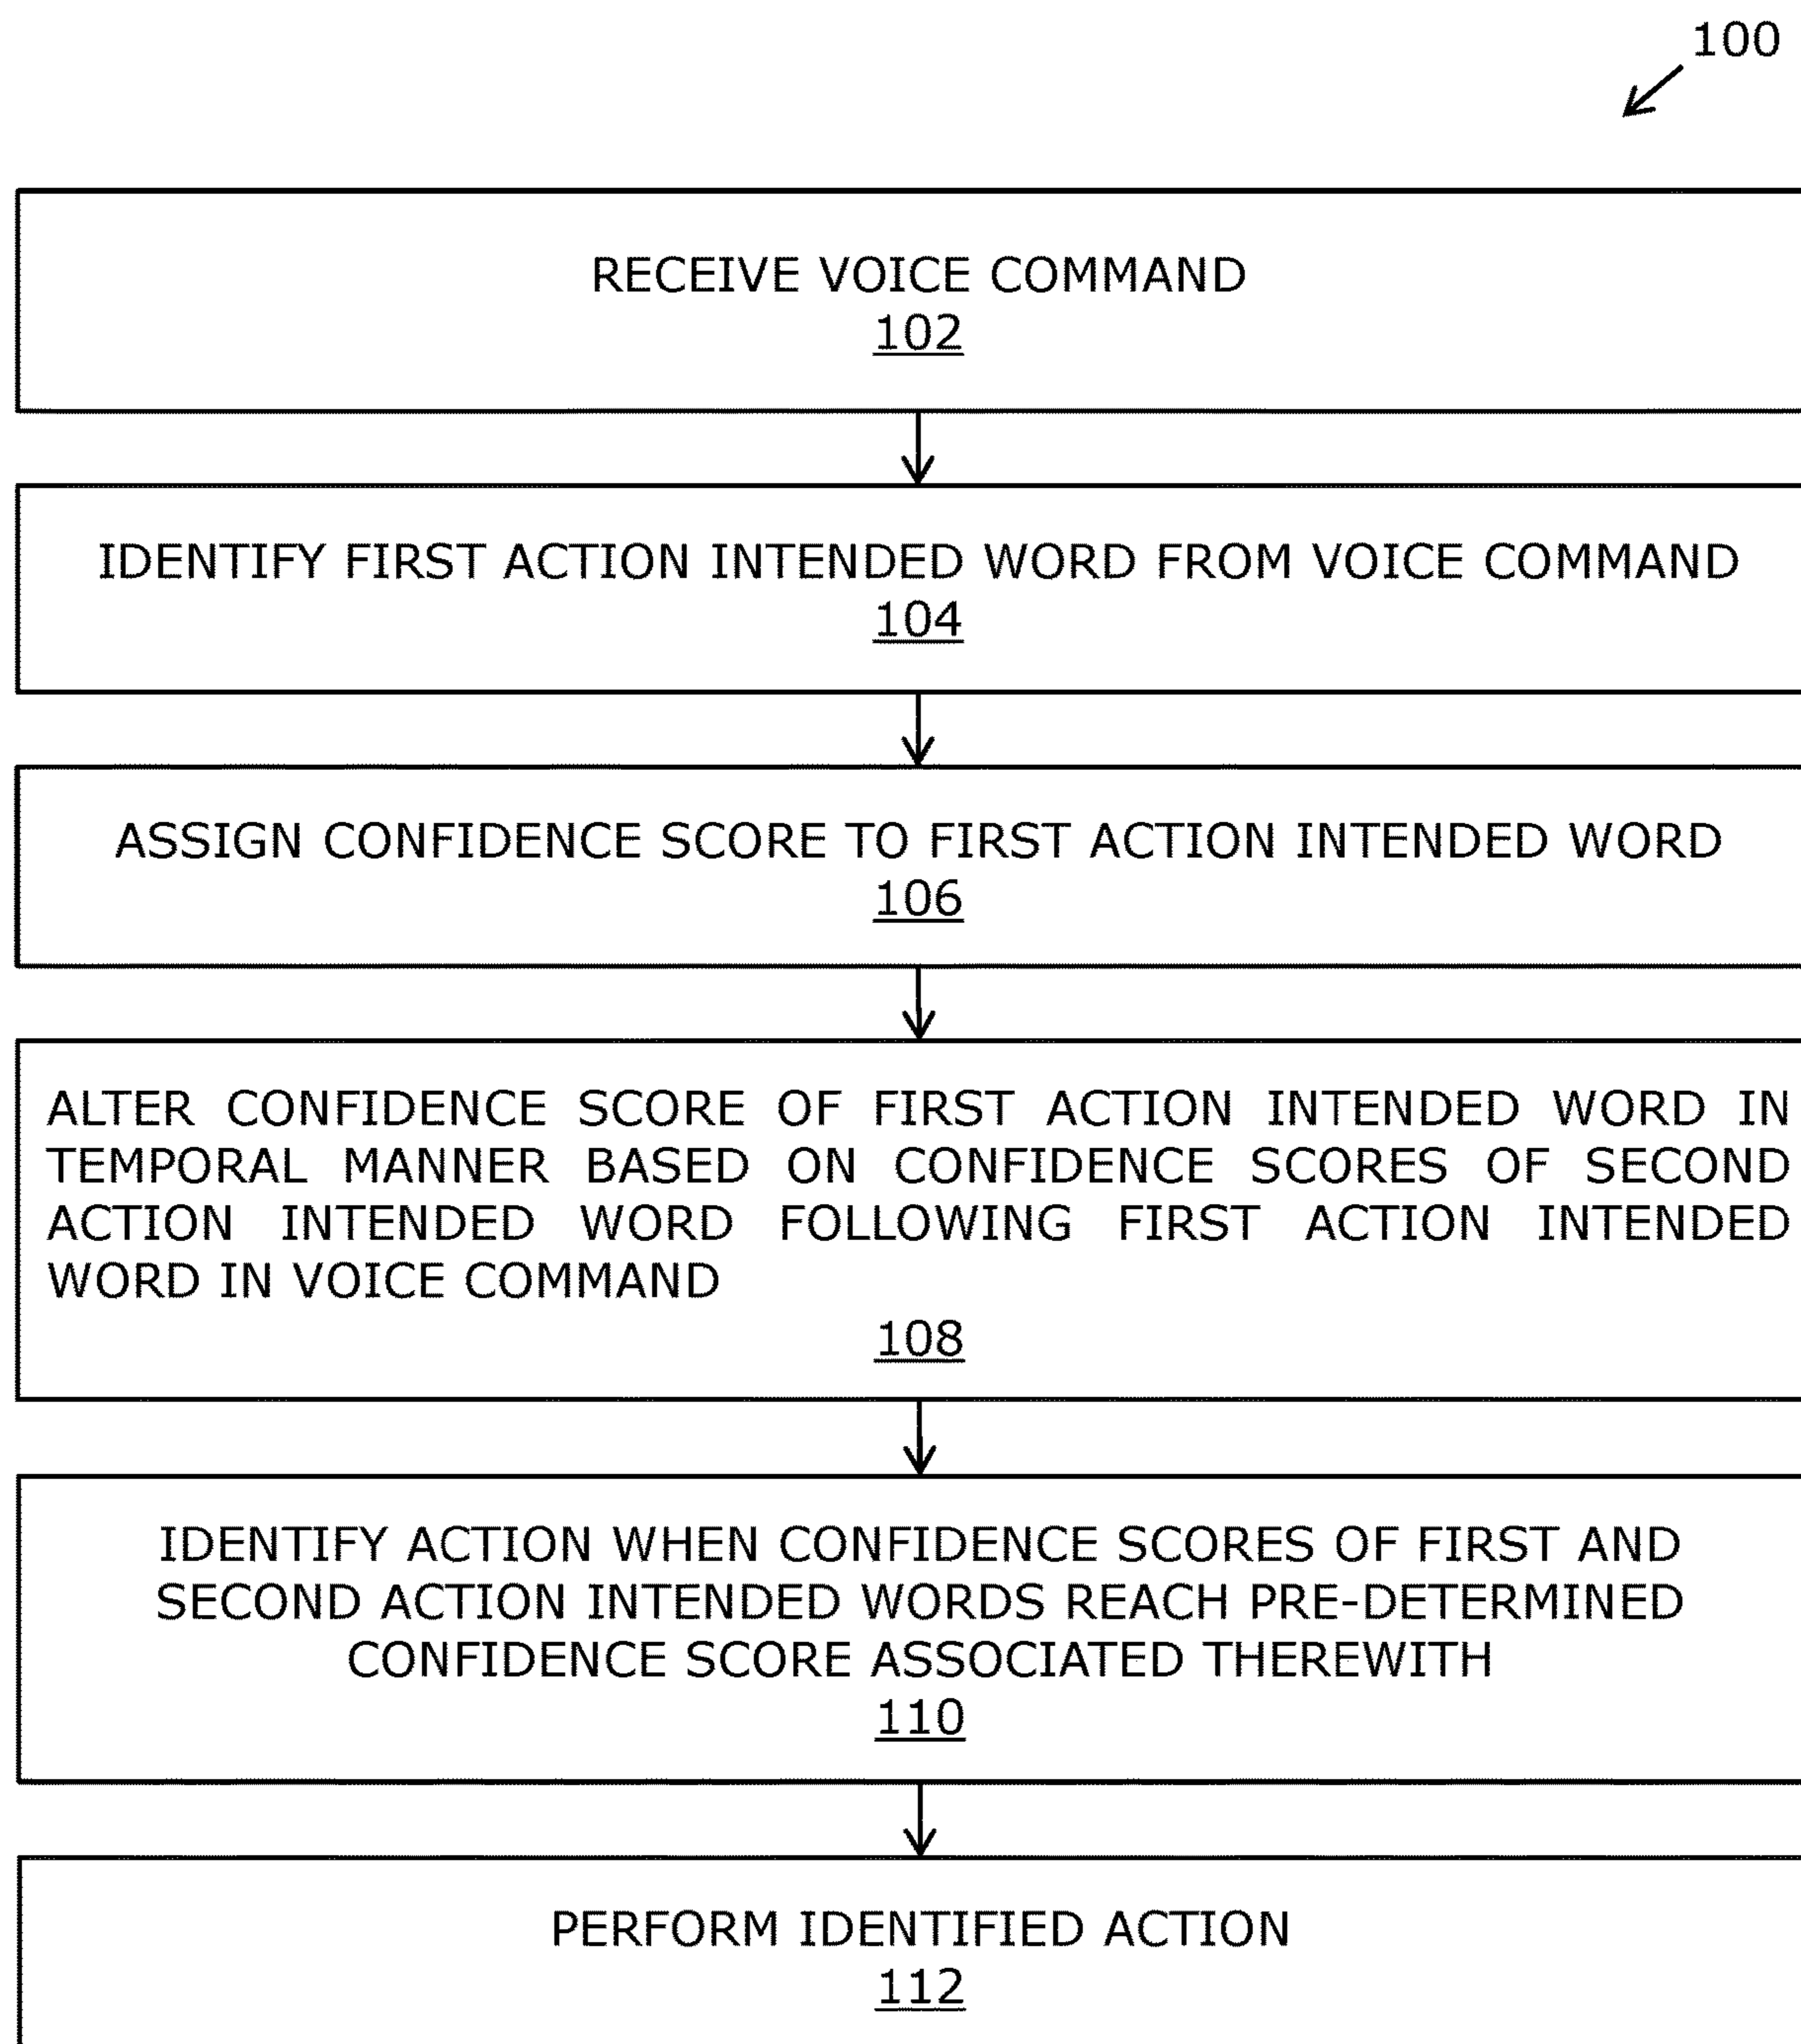 100
RECEIVE VOICE COMMAND
102
IDENTIFY FIRST ACTION INTENDED WORD FROM VOICE COMMAND
104
ASSIGN CONFIDENCE SCORE TO FIRST ACTION INTENDED WORD
106
ALTER CONFIDENCE SCORE OF FIRST ACTION INTENDED WORD IN
TEMPORAL MANNER BASED ON CONFIDENCE SCORES OF SECOND
ACTION INTENDED WORD FOLLOWING FIRST ACTION INTENDED
WORD IN VOICE COMMAND
108
IDENTIFY ACTION WHEN CONFIDENCE SCORES OF FIRST AND
SECOND ACTION INTENDED WORDS REACH PRE-DETERMINED
CONFIDENCE SCORE ASSOCIATED THEREWITH
110
PERFORM IDENTIFIED ACTION
112